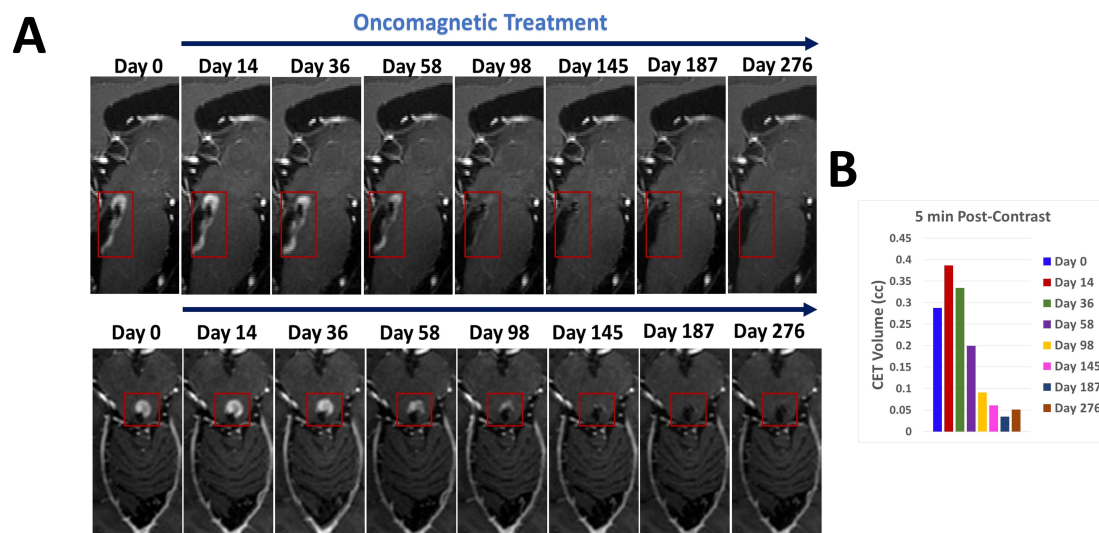 A
Oncomagnetic Treatment
Day 0 Day 14 Day 36 Day 58 Day 98 Day 145 Day 187 Day 276
Day 0 Day 14 Day 36 Day 58 Day 98 Day 145 Day 187 Day 276
B
5 min Post-Contrast
CET Volume (cc)
0.45
0.4
0.35
0.3
0.25
0.2
0.15
0.1
0.05
0
Day 0
Day 14
Day 36
Day 58
Day 98
Day 145
Day 187
Day 276